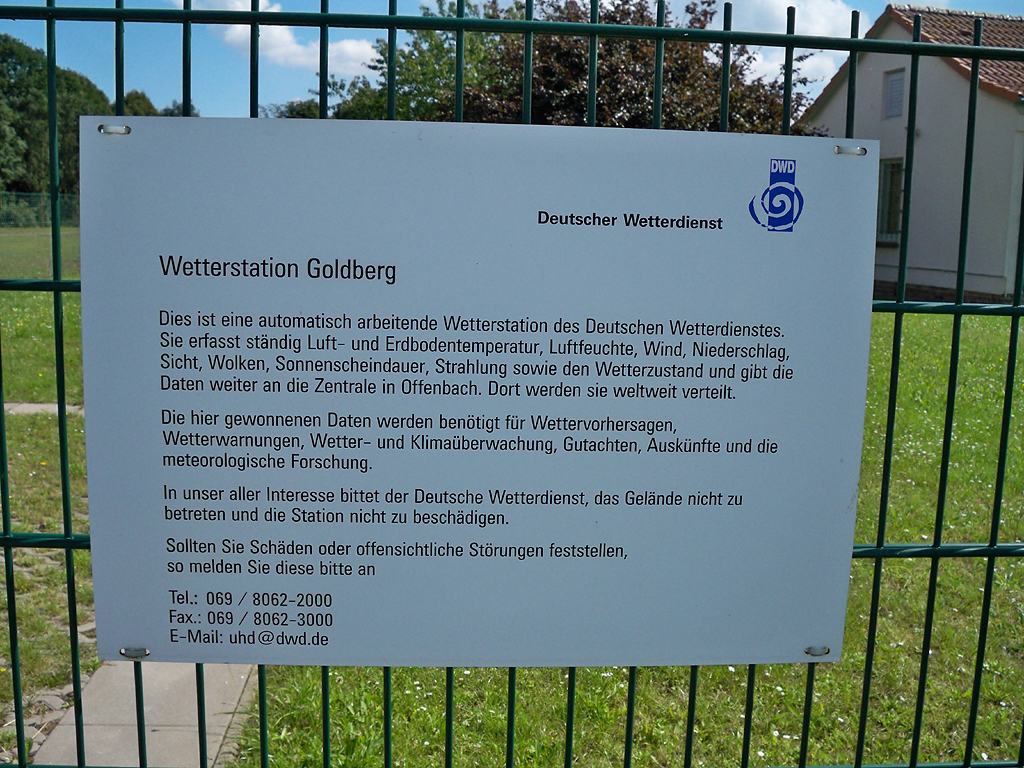 DWD
Deutscher Wetterdienst
Wetterstation Goldberg
Dies ist eine automatisch arbeitende Wetterstation des Deutschen Wetterdienstes.
Sie erfasst ständig Luft- und Erdbodentemperatur, Luftfeuchte, Wind, Niederschlag,
Sicht, Wolken, Sonnenscheindauer, Strahlung sowie den Wetterzustand und gibt die
Daten weiter an die Zentrale in Offenbach. Dort werden sie weltweit verteilt.
Die hier gewonnenen Daten werden benötigt für Wettervorhersagen,
Wetterwarnungen, Wetter- und Klimaüberwachung, Gutachten, Auskünfte und die
meteorologische Forschung.
In unser aller Interesse bittet der Deutsche Wetterdienst, das Gelände nicht zu
betreten und die Station nicht zu beschädigen.
Sollten Sie Schäden oder offensichtliche Störungen feststellen,
so melden Sie diese bitte an
Tel.: 069 / 8062-2000
Fax.: 069 / 8062-3000
E-Mail: uhd@dwd.de